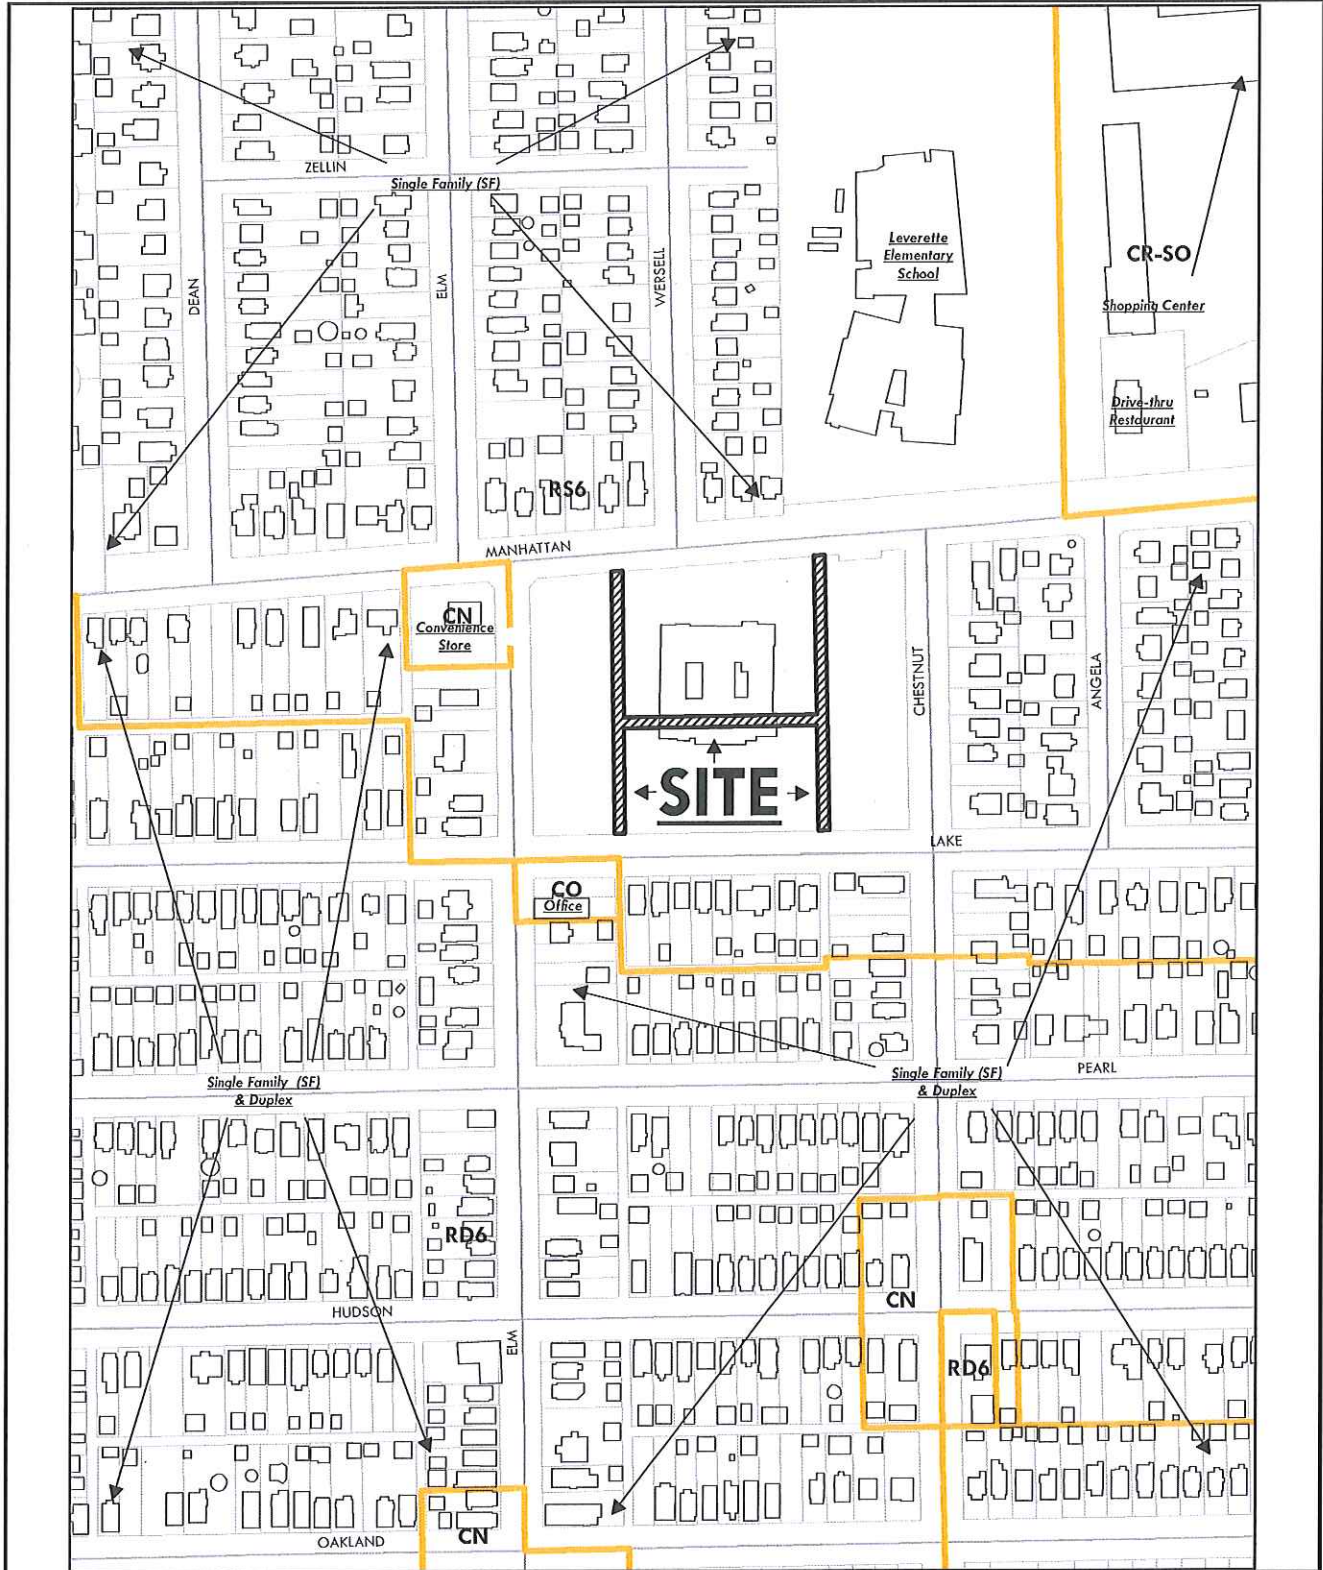 ZELLIN
Single Family (SF)
DEAN
ELM
WERSELL
Leverette
Elementary
School
CR-SO
Shopping Center
Drive-thru
Restaurant
RS6
MANHATTAN
CN
Convenience
Store
CHESTNUT
ANGELA
SITE
LAKE
CO
Office
PEARL
Single Family (SF)
& Duplex
Single Family (SF)
& Duplex
RD6
CN
HUDSON
ELM
RD6
OAKLAND
CN